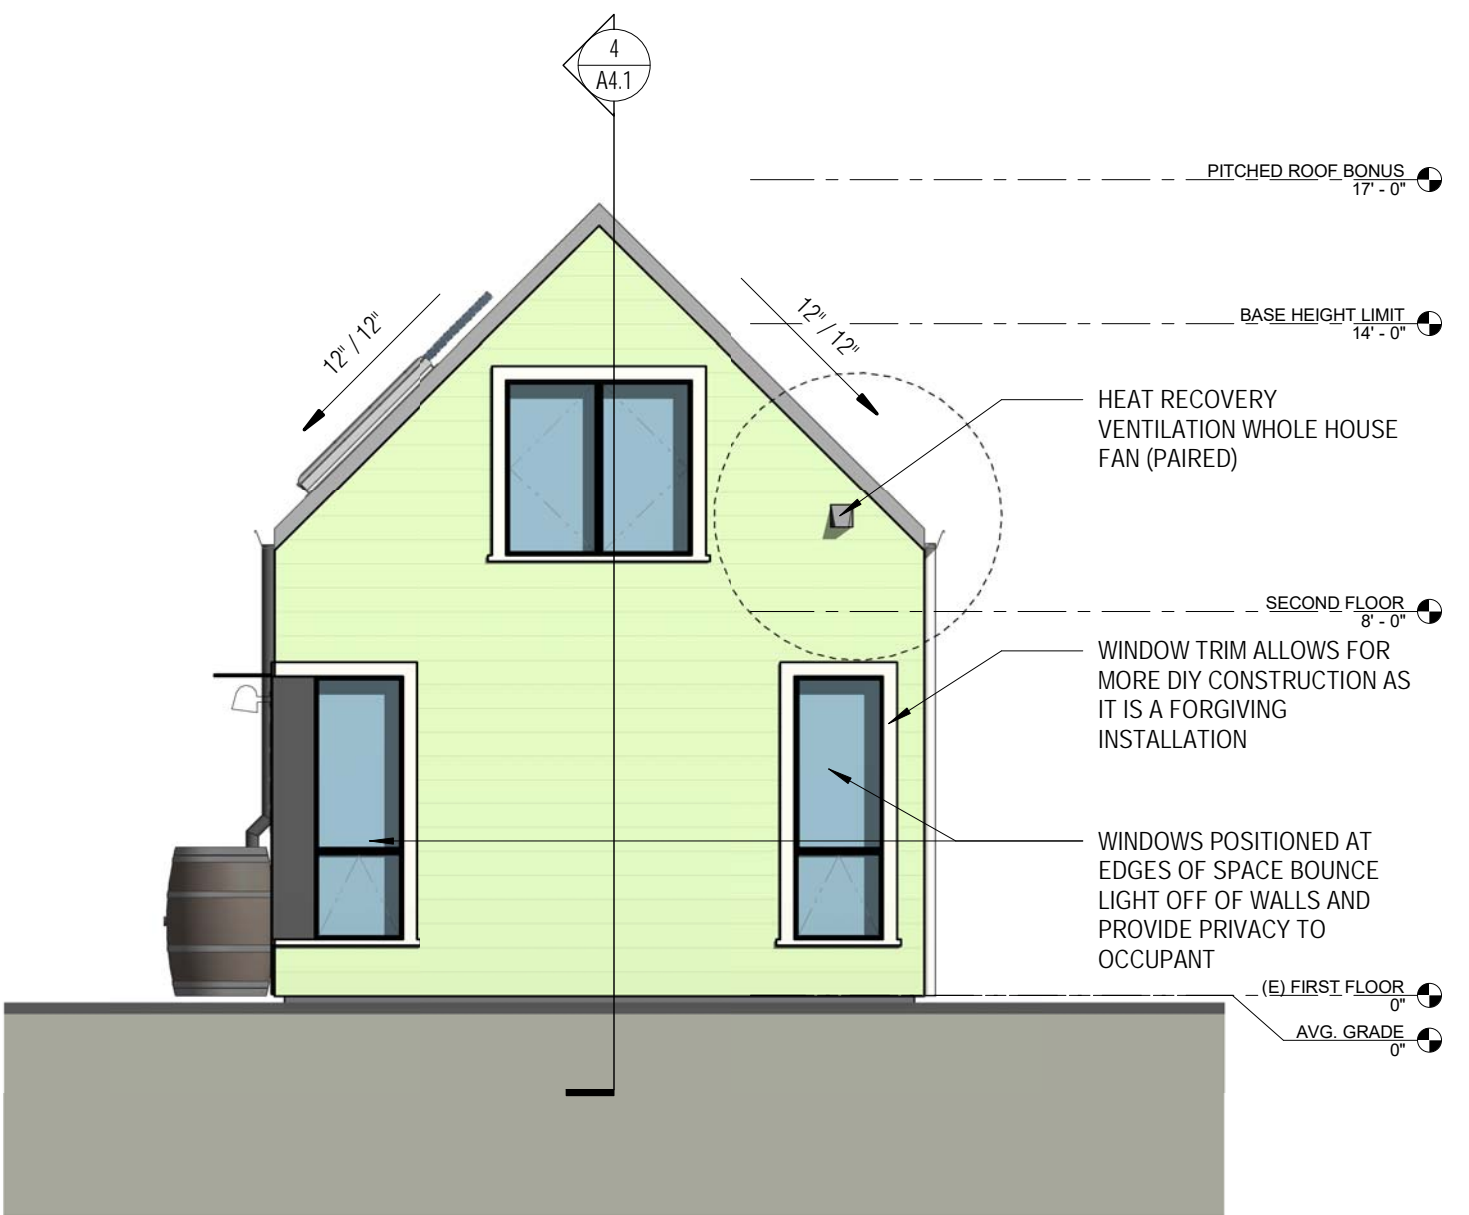 4
A4.1
PITCHED ROOF BONUS
17' - 0"
12" / 12"
12" / 12"
BASE HEIGHT LIMIT
14' - 0"
HEAT RECOVERY
VENTILATION WHOLE HOUSE
FAN (PAIRED)
SECOND FLOOR
8' - 0"
WINDOW TRIM ALLOWS FOR
MORE DIY CONSTRUCTION AS
IT IS A FORGIVING
INSTALLATION
WINDOWS POSITIONED AT
EDGES OF SPACE BOUNCE
LIGHT OFF OF WALLS AND
PROVIDE PRIVACY TO
OCCUPANT
(E) FIRST FLOOR
0"
AVG. GRADE
0"